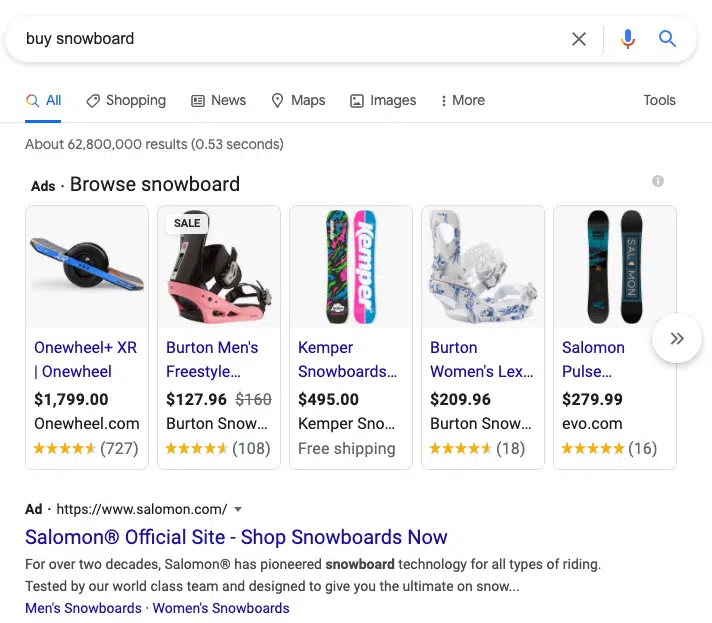 buy snowboard
All
Shopping
News
Maps
Images
More
Tools
About 62,800,000 results (0.53 seconds)
Ads · Browse snowboard
SALE
Kemper
SALOMON
Onewheel+ XR
| Onewheel
$1,799.00
Onewheel.com
(727)
Burton Men's
Freestyle...
$127.96 $160
Burton Snow...
(108)
Kemper
Snowboards...
$495.00
Kemper Sno...
Free shipping
Burton
Women's Lex...
$209.96
Burton Snow...
(18)
Salomon
Pulse...
$279.99
evo.com
(16)
Ad · https://www.salomon.com/
Salomon® Official Site - Shop Snowboards Now
For over two decades, Salomon® has pioneered snowboard technology for all types of riding.
Tested by our world class team and designed to give you the ultimate on snow...
Men's Snowboards · Women's Snowboards